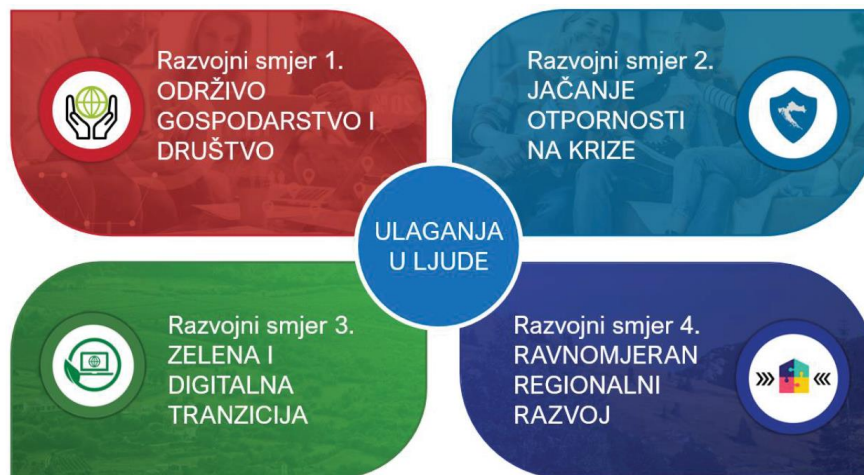 Razvojni smjer 1.
ODRŽIVO
GOSPODARSTVO I
DRUŠTVO
Razvojni smjer 2.
JAČANJE
OTPORNOSTI
NA KRIZE
ULAGANJA
U LJUDE
Razvojni smjer 3.
ZELENA I
DIGITALNA
TRANZICIJA
Razvojni smjer 4.
RAVNOMJERAN
REGIONALNI
RAZVOJ